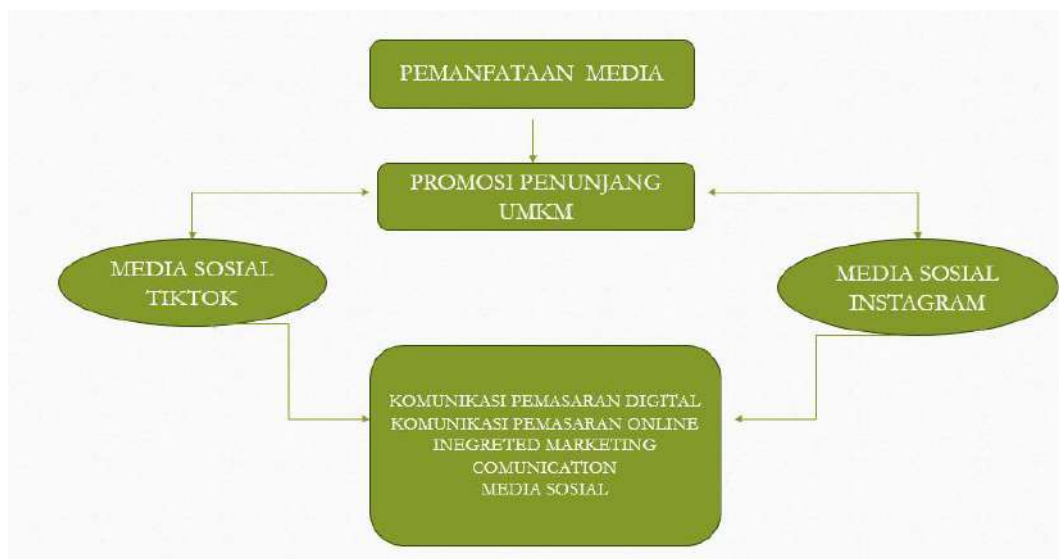 PEMANFATAAN MEDIA
PROMOSI PENUNJANG
UMKM
MEDIA SOSIAL
TIKTOK
MEDIA SOSIAL
INSTAGRAM
KOMUNIKASI PEMASARAN DIGITAL
KOMUNIKASI PEMASARAN ONLINE
INEGRETED MARKETING
COMUNICATION
MEDIA SOSIAL